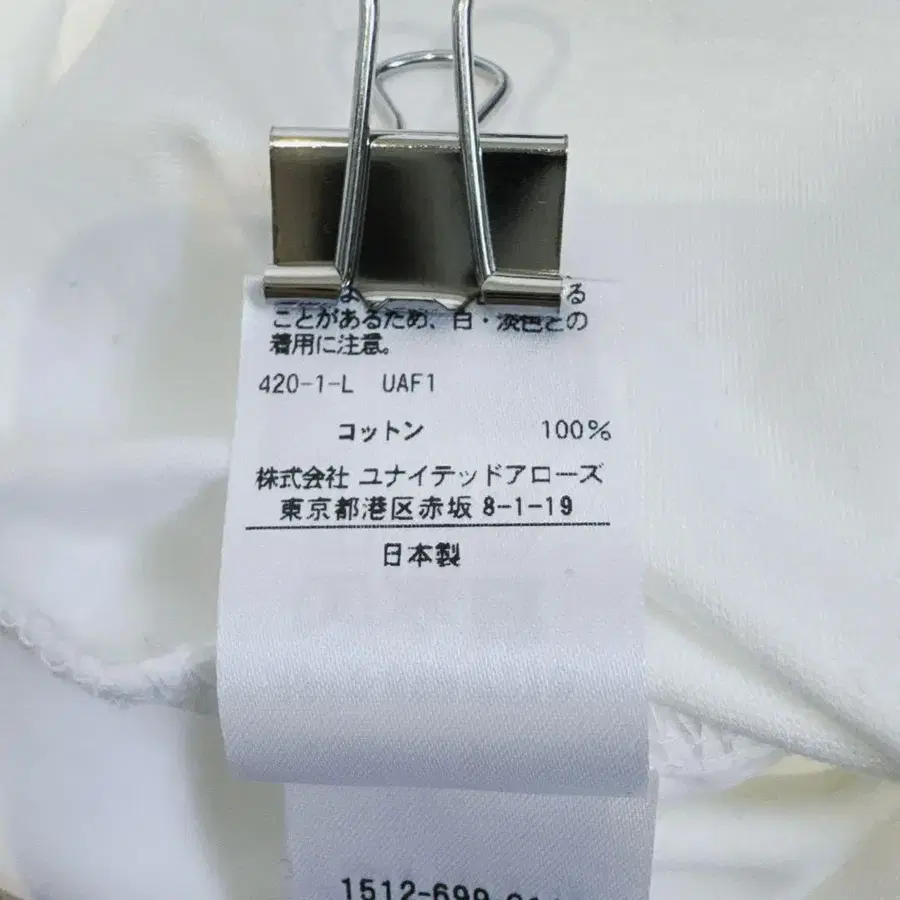 ことがあるため、白・淡色との
着用に注意。
420-1-L UAF1
コットン 100%
株式会社 ユナイテッドアローズ
東京都港区赤坂 8-1-19
日本製
1512-699-